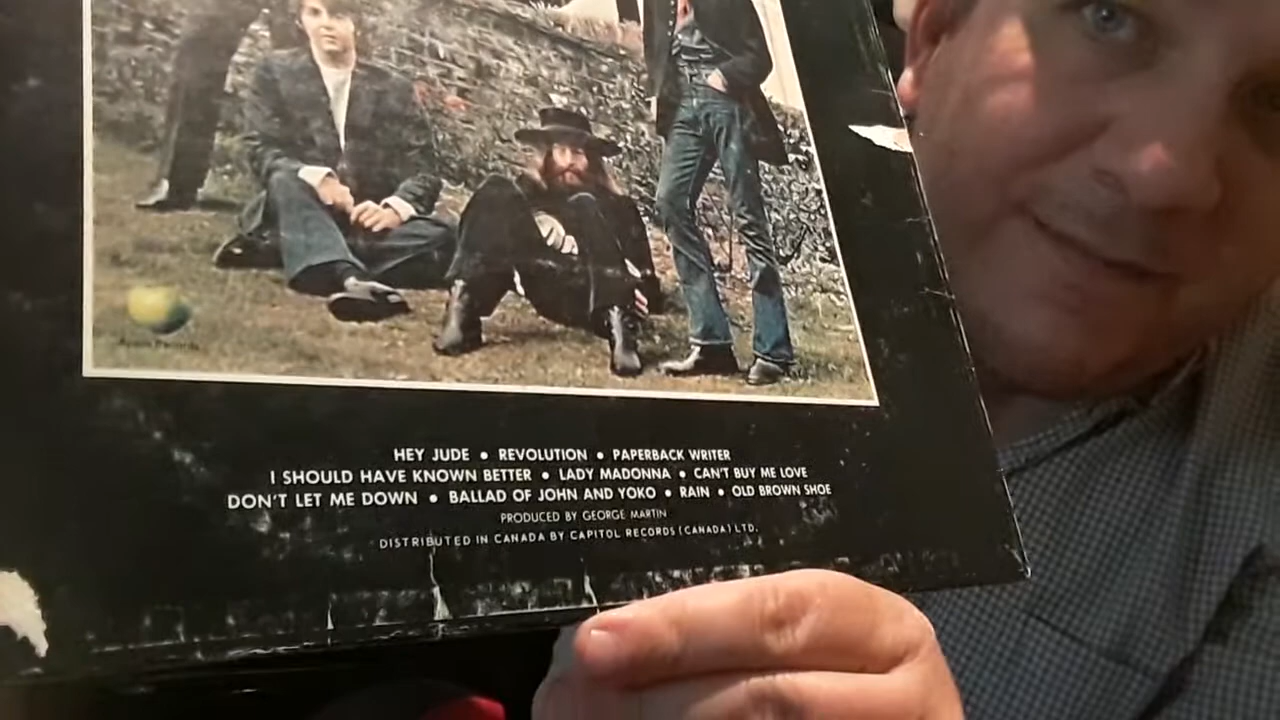 Apple Records
HEY JUDE • REVOLUTION • PAPERBACK WRITER
I SHOULD HAVE KNOWN BETTER • LADY MADONNA • CAN'T BUY ME LOVE
DON'T LET ME DOWN • BALLAD OF JOHN AND YOKO • RAIN • OLD BROWN SHOE
PRODUCED BY GEORGE MARTIN
DISTRIBUTED IN CANADA BY CAPITOL RECORDS (CANADA) LTD.